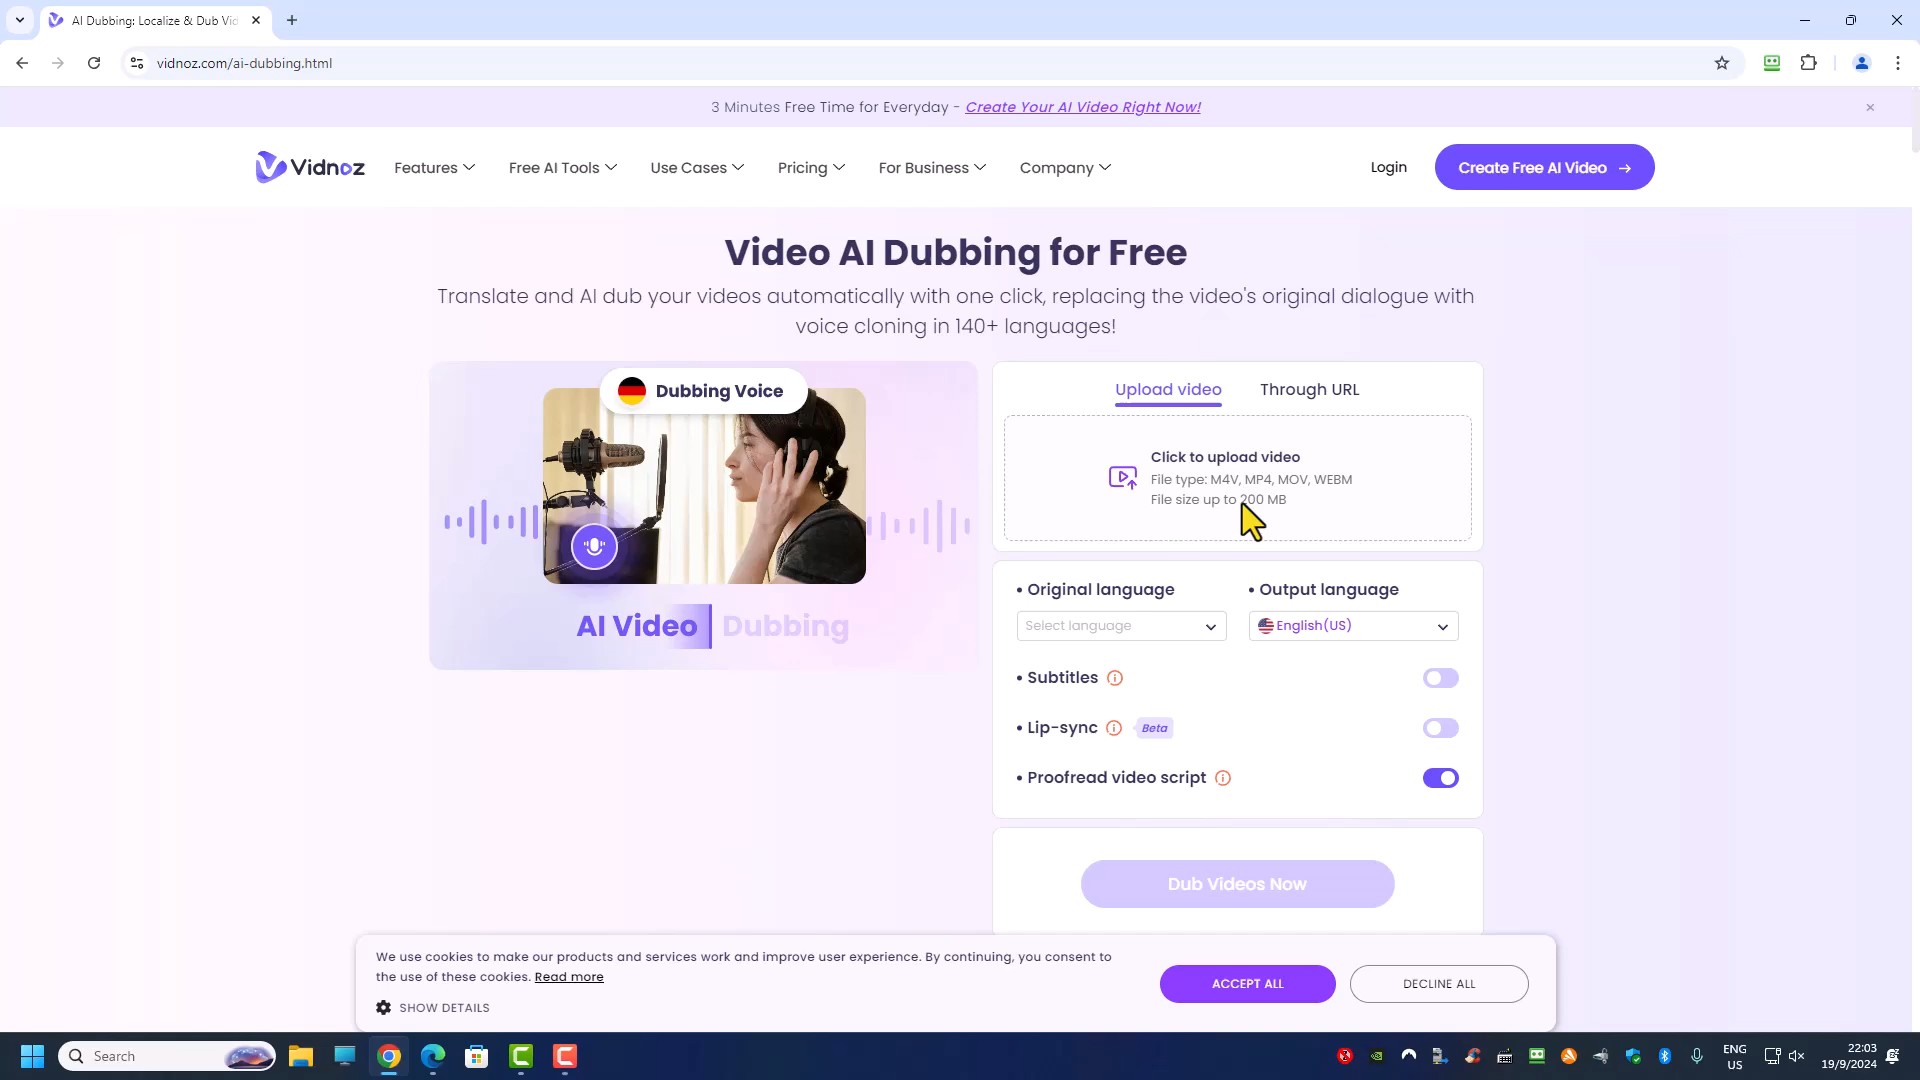 AI Dubbing: Localize & Dub Vid
vidnoz.com/ai-dubbing.html
3 Minutes Free Time for Everyday - Create Your AI Video Right Now!
Vidnoz
Features
Free AI Tools
Use Cases
Pricing
For Business
Company
Login
Create Free AI Video →
Video AI Dubbing for Free
Translate and AI dub your videos automatically with one click, replacing the video's original dialogue with
voice cloning in 140+ languages!
Dubbing Voice
AI Video Dubbing
Upload video
Through URL
Click to upload video
File type: M4V, MP4, MOV, WEBM
File size up to 200 MB
• Original language
• Output language
Select language
English(US)
• Subtitles
• Lip-sync
Beta
• Proofread video script
Dub Videos Now
We use cookies to make our products and services work and improve user experience. By continuing, you consent to
the use of these cookies. Read more
SHOW DETAILS
ACCEPT ALL
DECLINE ALL
Search
ENG
US
22:03
19/9/2024